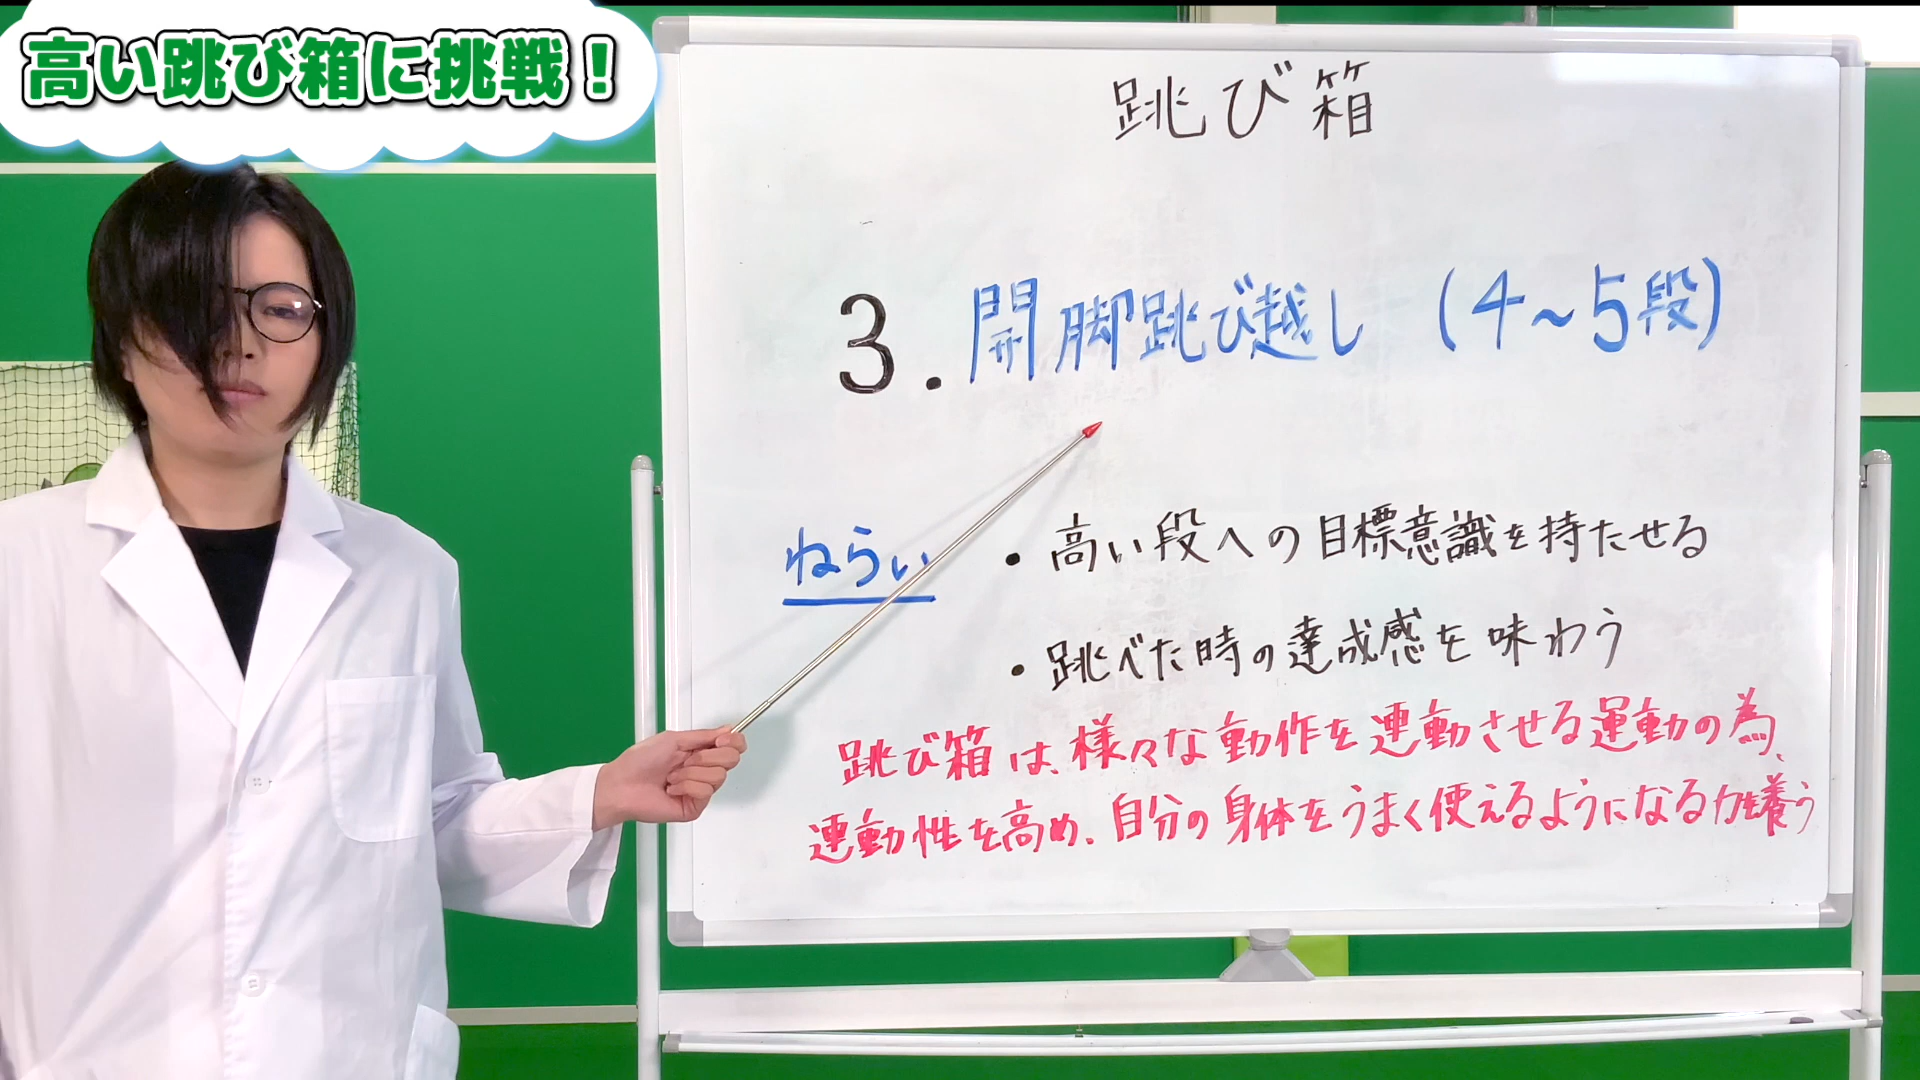 高い跳び箱に挑戦！
跳び箱
3.開脚跳び越し (4~5段)
ねらい
・高い段への目標意識を持たせる
・跳べた時の達成感を味わう
跳び箱は、様々な動作を連動させる運動の為、
連動性を高め、自分の身体をうまく使えるようになる力を養う